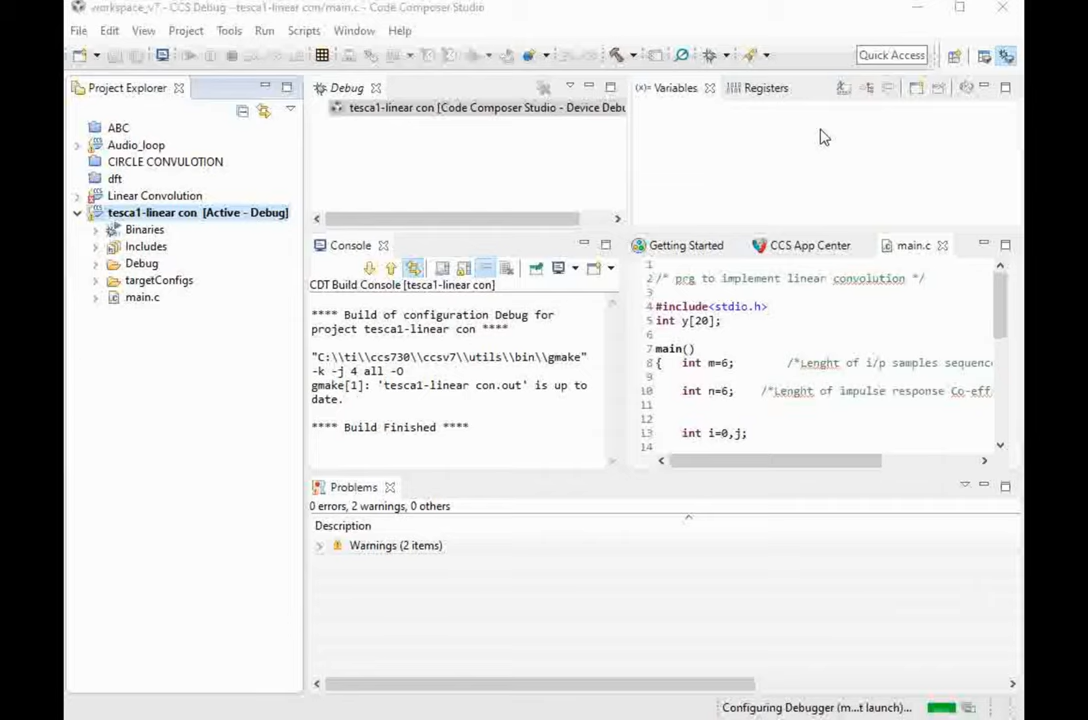 workspace_v7 - CCS Debug - tesca1-linear con/main.c - Code Composer Studio
File Edit View Project Tools Run Scripts Window Help
Quick Access
Project Explorer
ABC
Audio_loop
CIRCLE CONVULOTION
dft
Linear Convolution
tesca1-linear con [Active - Debug]
Binaries
Includes
Debug
targetConfigs
main.c
Debug
tesca1-linear con [Code Composer Studio - Device Debu
(x)= Variables
Registers
Console
CDT Build Console [tesca1-linear con]
**** Build of configuration Debug for
project tesca1-linear con ****
"C:\\ti\\ccs730\\ccsv7\\utils\\bin\\gmake"
-k -j 4 all -O
gmake[1]: 'tesca1-linear con.out' is up to
date.
**** Build Finished ****
Getting Started
CCS App Center
main.c
1
2 /* prg to implement linear convolution */
3
4 #include<stdio.h>
5 int y[20];
6
7 main()
8 { int m=6; /*Lenght of i/p samples sequenc
9
10 int n=6; /*Lenght of impulse response Co-eff
11
12
13 int i=0,j;
14
Problems
0 errors, 2 warnings, 0 others
Description
Warnings (2 items)
Configuring Debugger (m...t launch)...